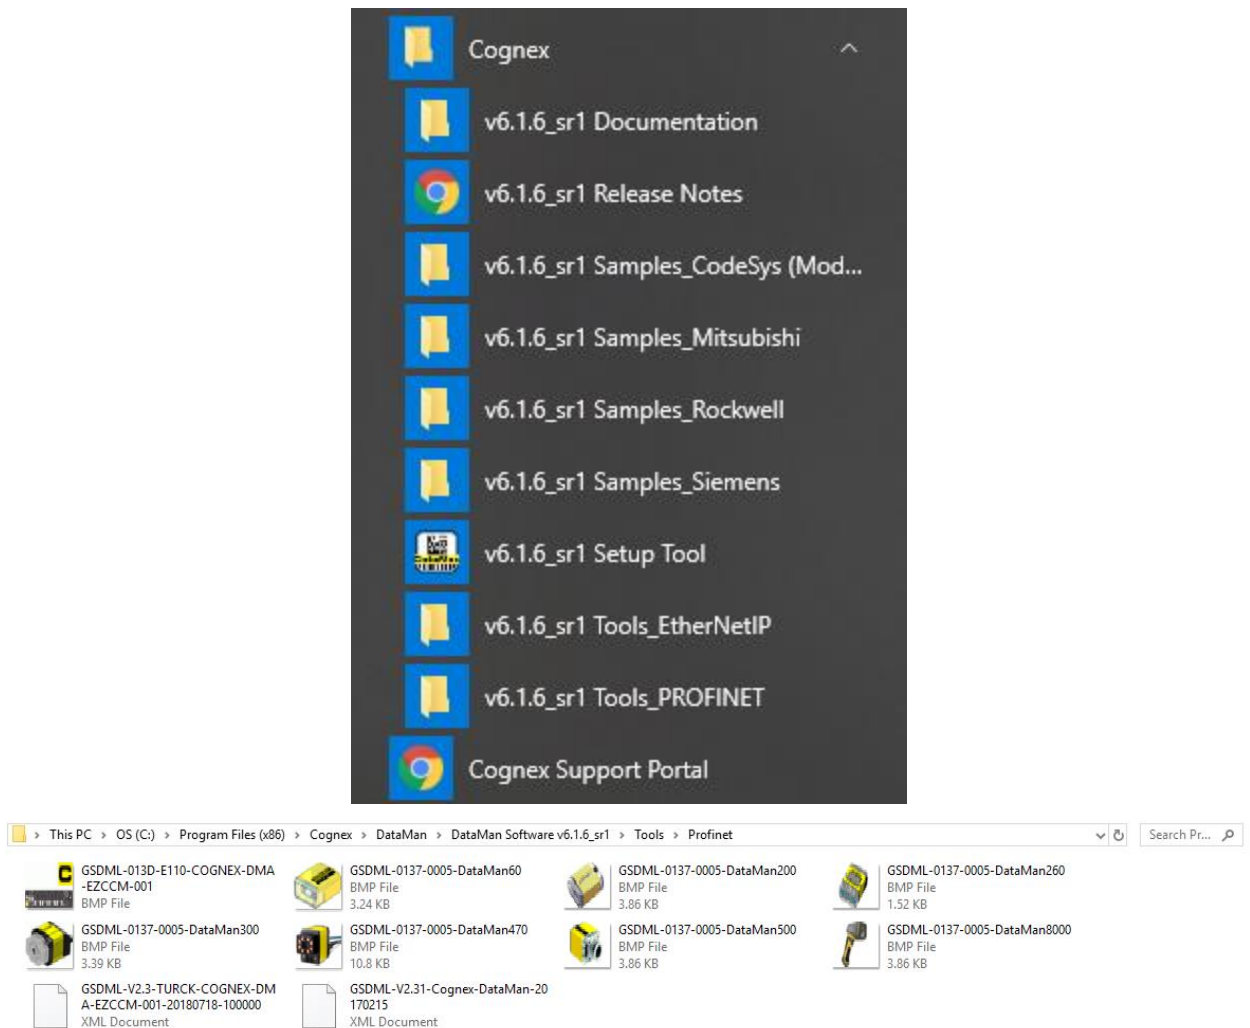 Cognex
v6.1.6_sr1 Documentation
v6.1.6_sr1 Release Notes
v6.1.6_sr1 Samples_CodeSys (Mod...
v6.1.6_sr1 Samples_Mitsubishi
v6.1.6_sr1 Samples_Rockwell
v6.1.6_sr1 Samples_Siemens
v6.1.6_sr1 Setup Tool
v6.1.6_sr1 Tools_EtherNetIP
v6.1.6_sr1 Tools_PROFINET
Cognex Support Portal
This PC > OS (C:) > Program Files (x86) > Cognex > DataMan > DataMan Software v6.1.6_sr1 > Tools > Profinet
Search Pr...
GSDML-013D-E110-COGNEX-DMA
-EZCCM-001
BMP File
GSDML-0137-0005-DataMan60
BMP File
3.24 KB
GSDML-0137-0005-DataMan200
BMP File
3.86 KB
GSDML-0137-0005-DataMan260
BMP File
1.52 KB
GSDML-0137-0005-DataMan300
BMP File
3.39 KB
GSDML-0137-0005-DataMan470
BMP File
10.8 KB
GSDML-0137-0005-DataMan500
BMP File
3.86 KB
GSDML-0137-0005-DataMan8000
BMP File
3.86 KB
GSDML-V2.3-TURCK-COGNEX-DM
A-EZCCM-001-20180718-100000
XML Document
GSDML-V2.31-Cognex-DataMan-20
170215
XML Document